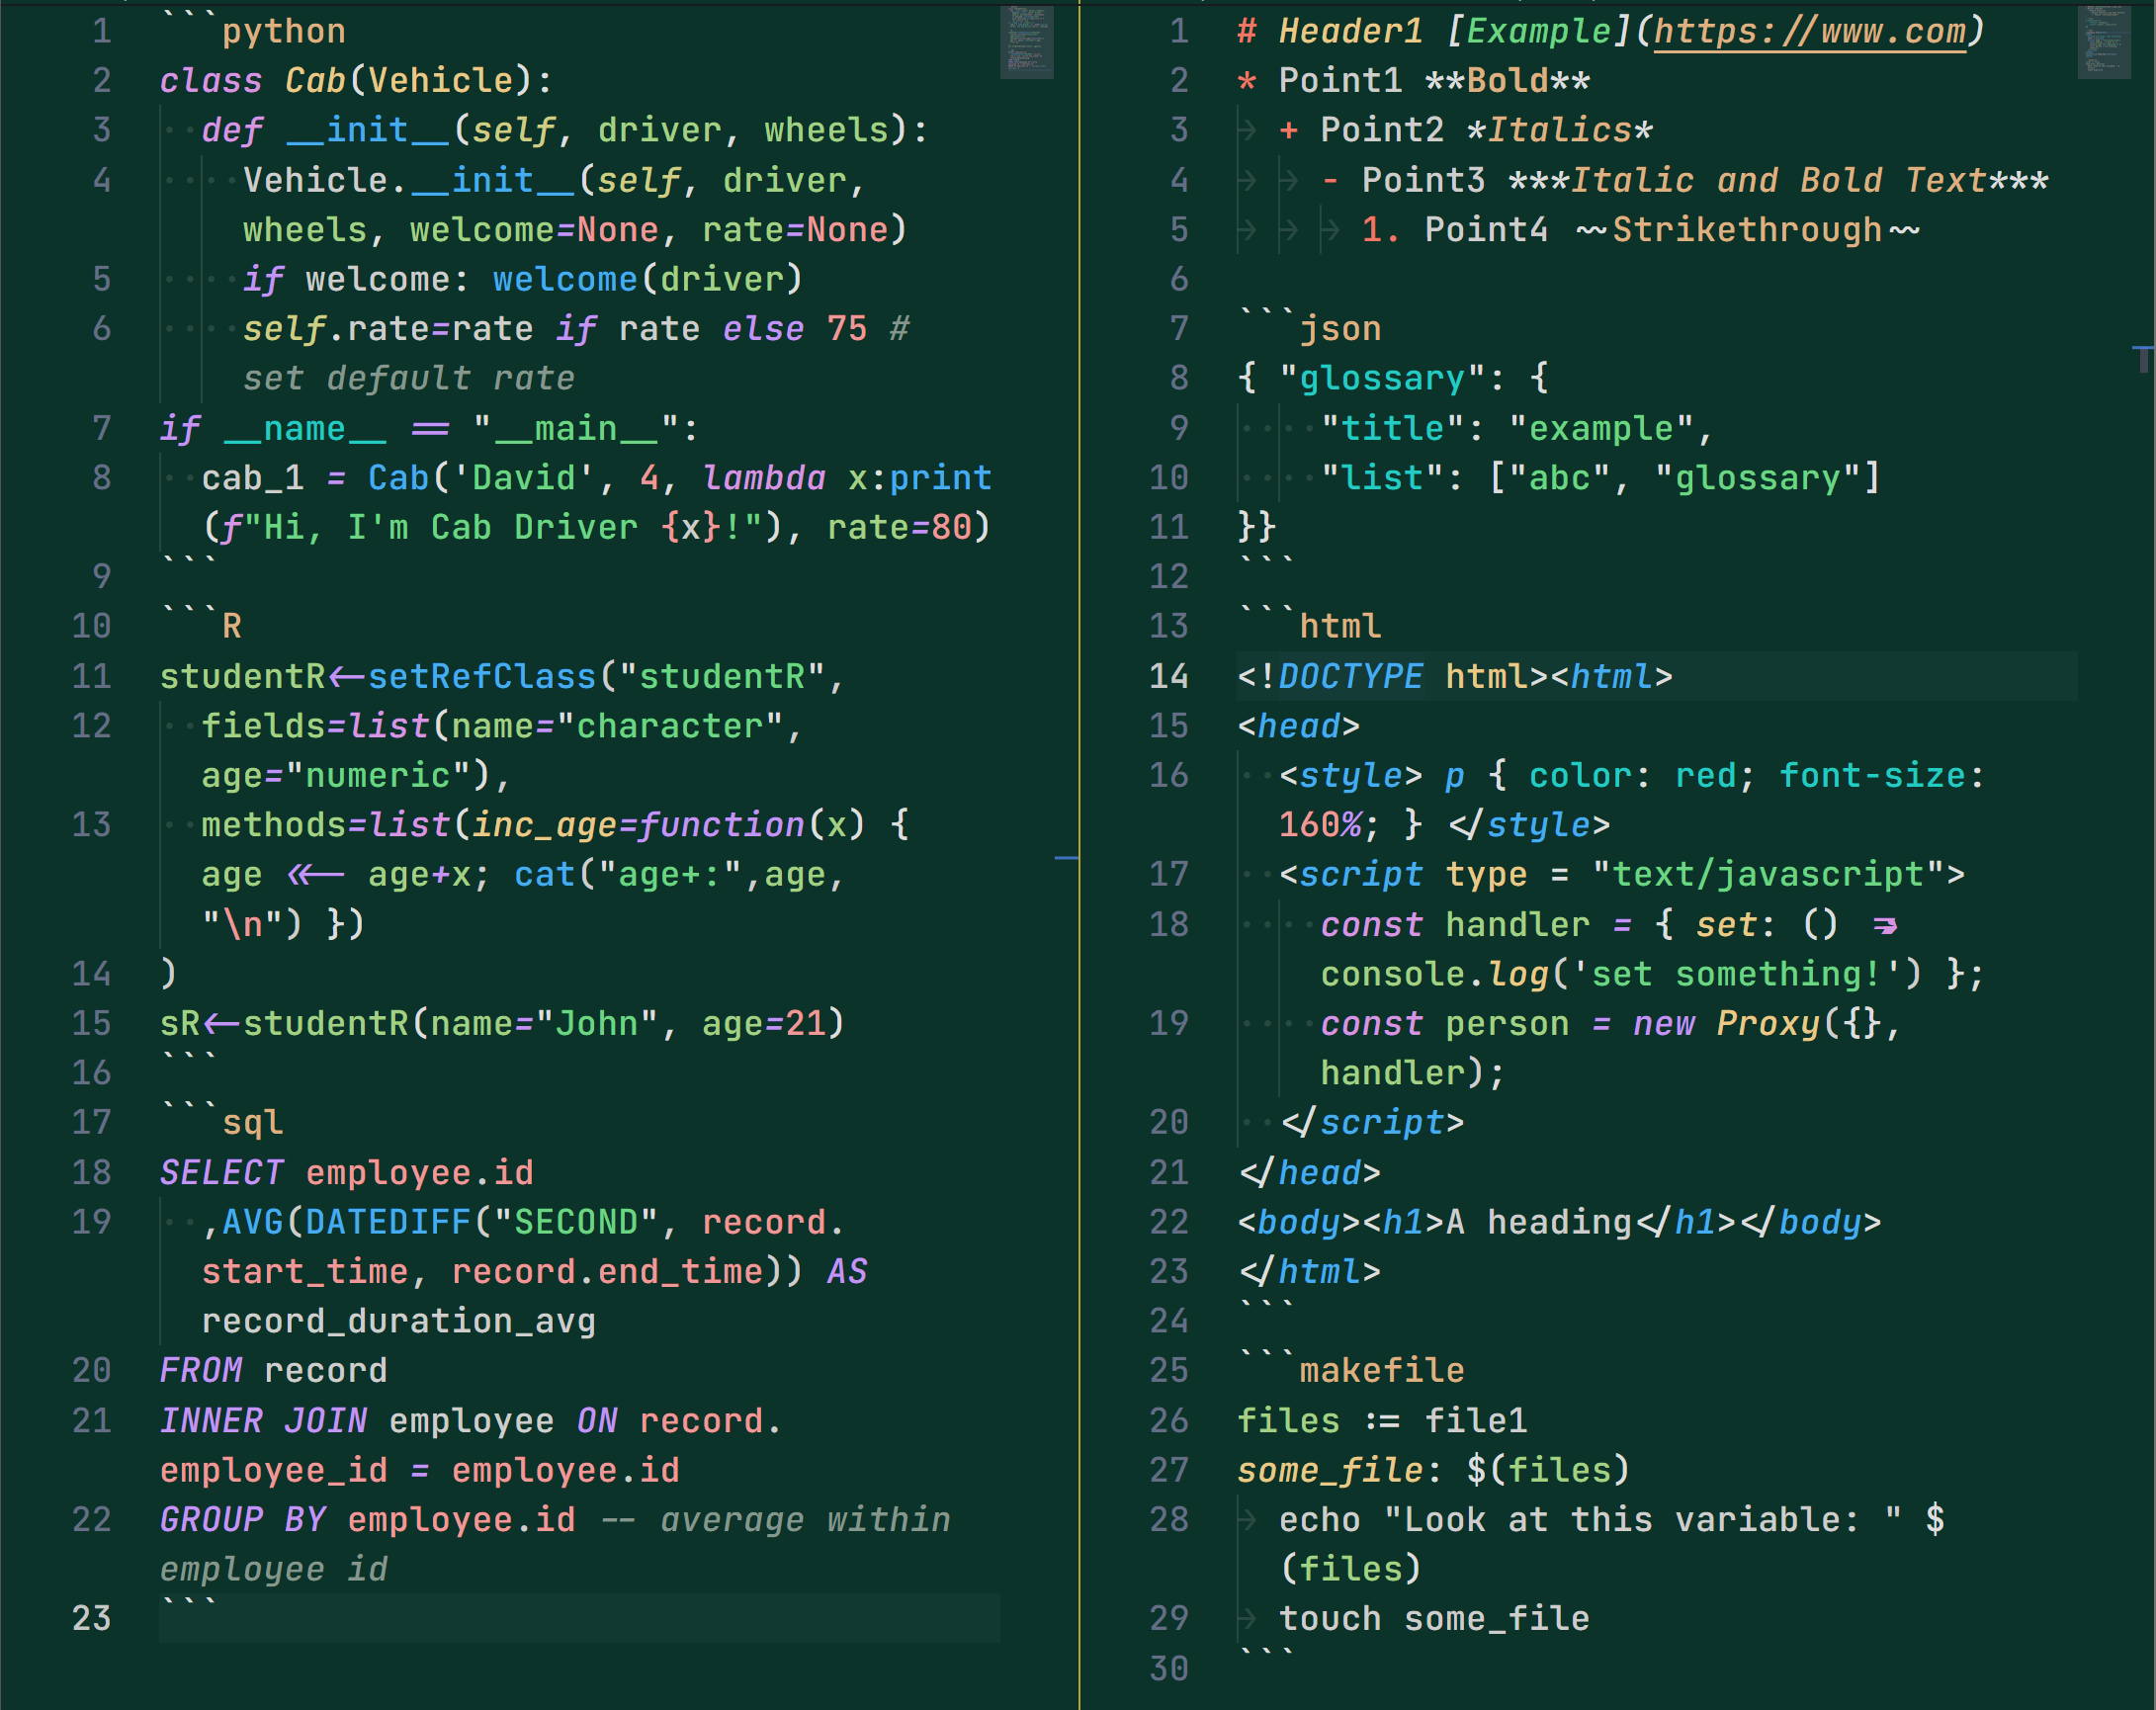 1 ```python
2 class Cab(Vehicle):
3 def __init__(self, driver, wheels):
4 Vehicle.__init__(self, driver,
wheels, welcome=None, rate=None)
5 if welcome: welcome(driver)
6 self.rate=rate if rate else 75 #
set default rate
7 if __name__ == "__main__":
8 cab_1 = Cab('David', 4, lambda x:print
(f"Hi, I'm Cab Driver {x}!"), rate=80)
9 ```
10 ```R
11 studentR<-setRefClass("studentR",
12 fields=list(name="character",
age="numeric"),
13 methods=list(inc_age=function(x) {
age <<- age+x; cat("age+:",age,
"\n") })
14 )
15 sR<-studentR(name="John", age=21)
16 ```
17 ```sql
18 SELECT employee.id
19 ,AVG(DATEDIFF("SECOND", record.
start_time, record.end_time)) AS
record_duration_avg
20 FROM record
21 INNER JOIN employee ON record.
employee_id = employee.id
22 GROUP BY employee.id -- average within
employee id
23 ```
1 # Header1 [Example](https://www.com)
2 * Point1 **Bold**
3 + Point2 *Italics*
4 - Point3 ***Italic and Bold Text***
5 1. Point4 ~~Strikethrough~~
6
7 ```json
8 { "glossary": {
9 "title": "example",
10 "list": ["abc", "glossary"]
11 }}
12 ```
13 ```html
14 <!DOCTYPE html><html>
15 <head>
16 <style> p { color: red; font-size:
160%; } </style>
17 <script type = "text/javascript">
18 const handler = { set: () =>
console.log('set something!') };
19 const person = new Proxy({},
handler);
20 </script>
21 </head>
22 <body><h1>A heading</h1></body>
23 </html>
24 ```
25 ```makefile
26 files := file1
27 some_file: $(files)
28 echo "Look at this variable: " $
(files)
29 touch some_file
30 ```